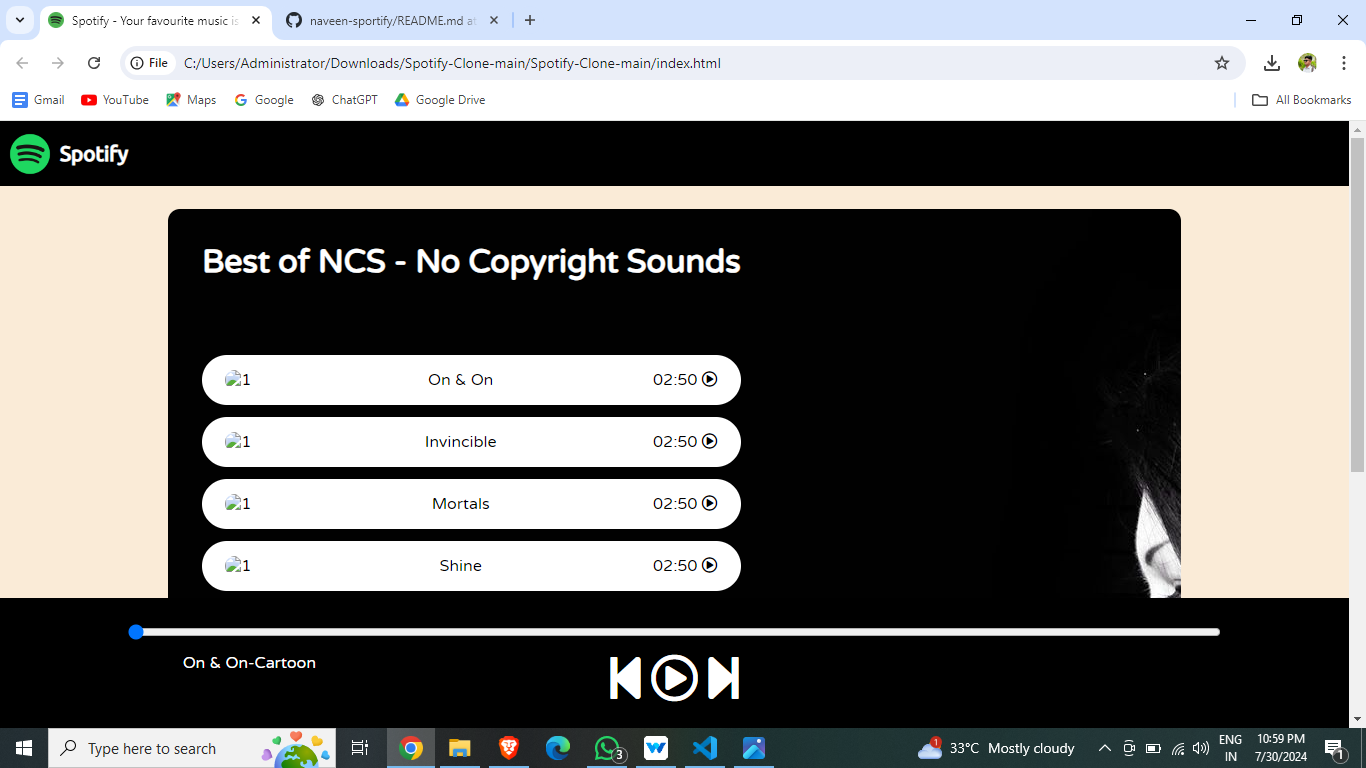 Spotify - Your favourite music is
naveen-sportify/README.md at
File
C:/Users/Administrator/Downloads/Spotify-Clone-main/Spotify-Clone-main/index.html
Gmail
YouTube
Maps
Google
ChatGPT
Google Drive
All Bookmarks
Spotify
Best of NCS - No Copyright Sounds
1 On & On 02:50
1 Invincible 02:50
1 Mortals 02:50
1 Shine 02:50
On & On-Cartoon
Type here to search
3
1
33°C Mostly cloudy
ENG
IN
10:59 PM
7/30/2024
1